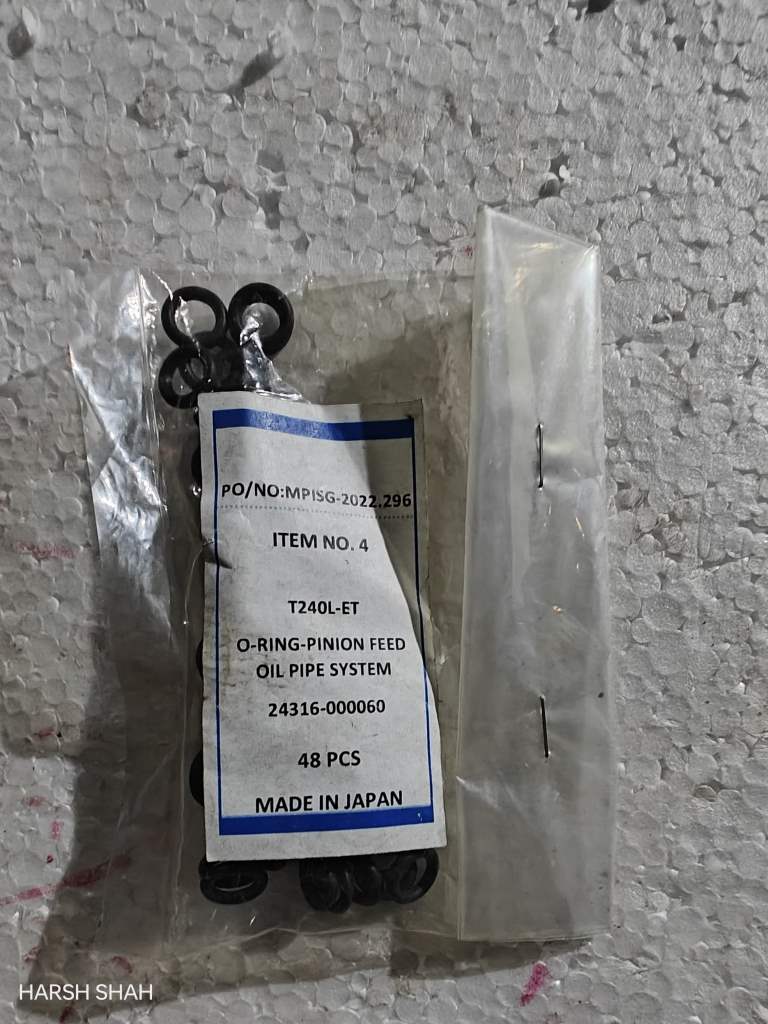 PO/NO:MPISG-2022.296
ITEM NO. 4
T240L-ET
O-RING-PINION FEED
OIL PIPE SYSTEM
24316-000060
48 PCS
MADE IN JAPAN
HARSH SHAH